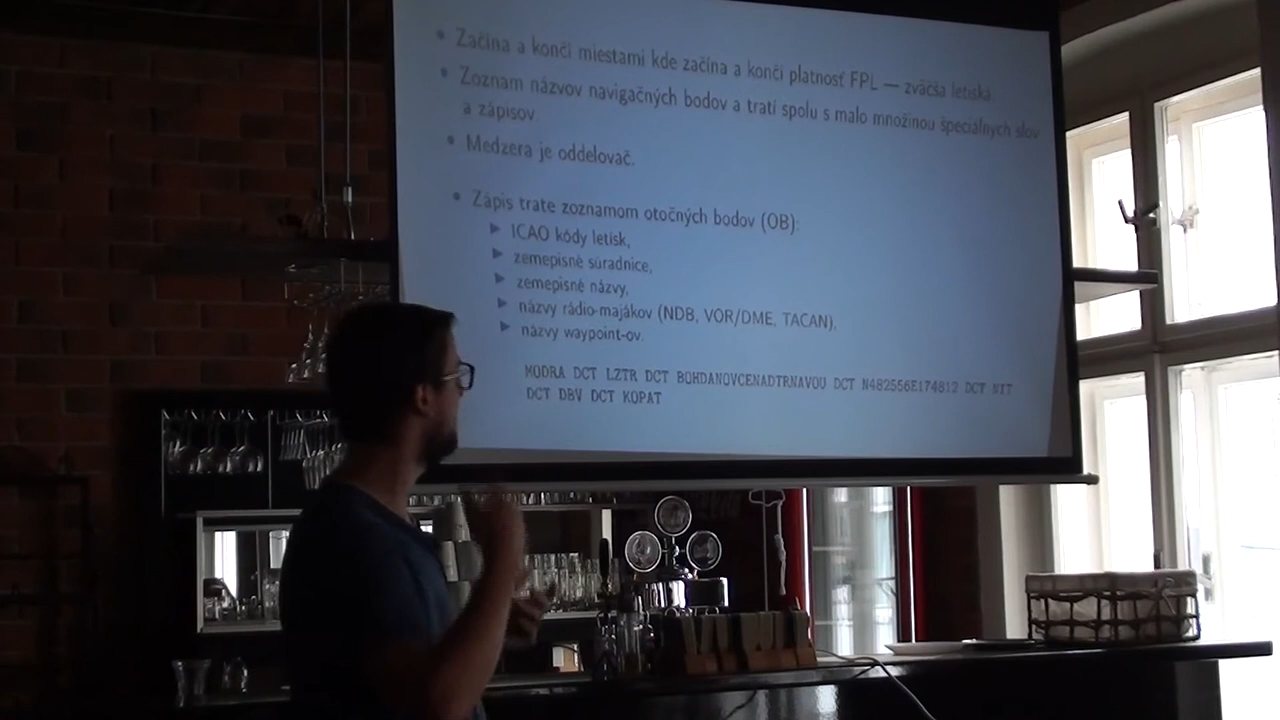 Začína a končí miestami kde začína a končí platnosť FPL — zväčša letiská
Zoznam názvov navigačných bodov a tratí spolu s malo množinou špeciálnych slov
a zápisov
Medzera je oddelovač.
Zápis trate zoznamom otočných bodov (OB):
ICAO kódy letísk,
zemepisné súradnice,
zemepisné názvy,
názvy rádio-majákov (NDB, VOR/DME, TACAN),
názvy waypoint-ov.
MODRA DCT LZTR DCT BOHDANOVCENADTRNAVOU DCT N482556E174812 DCT NIT
DCT DBV DCT KOPAT